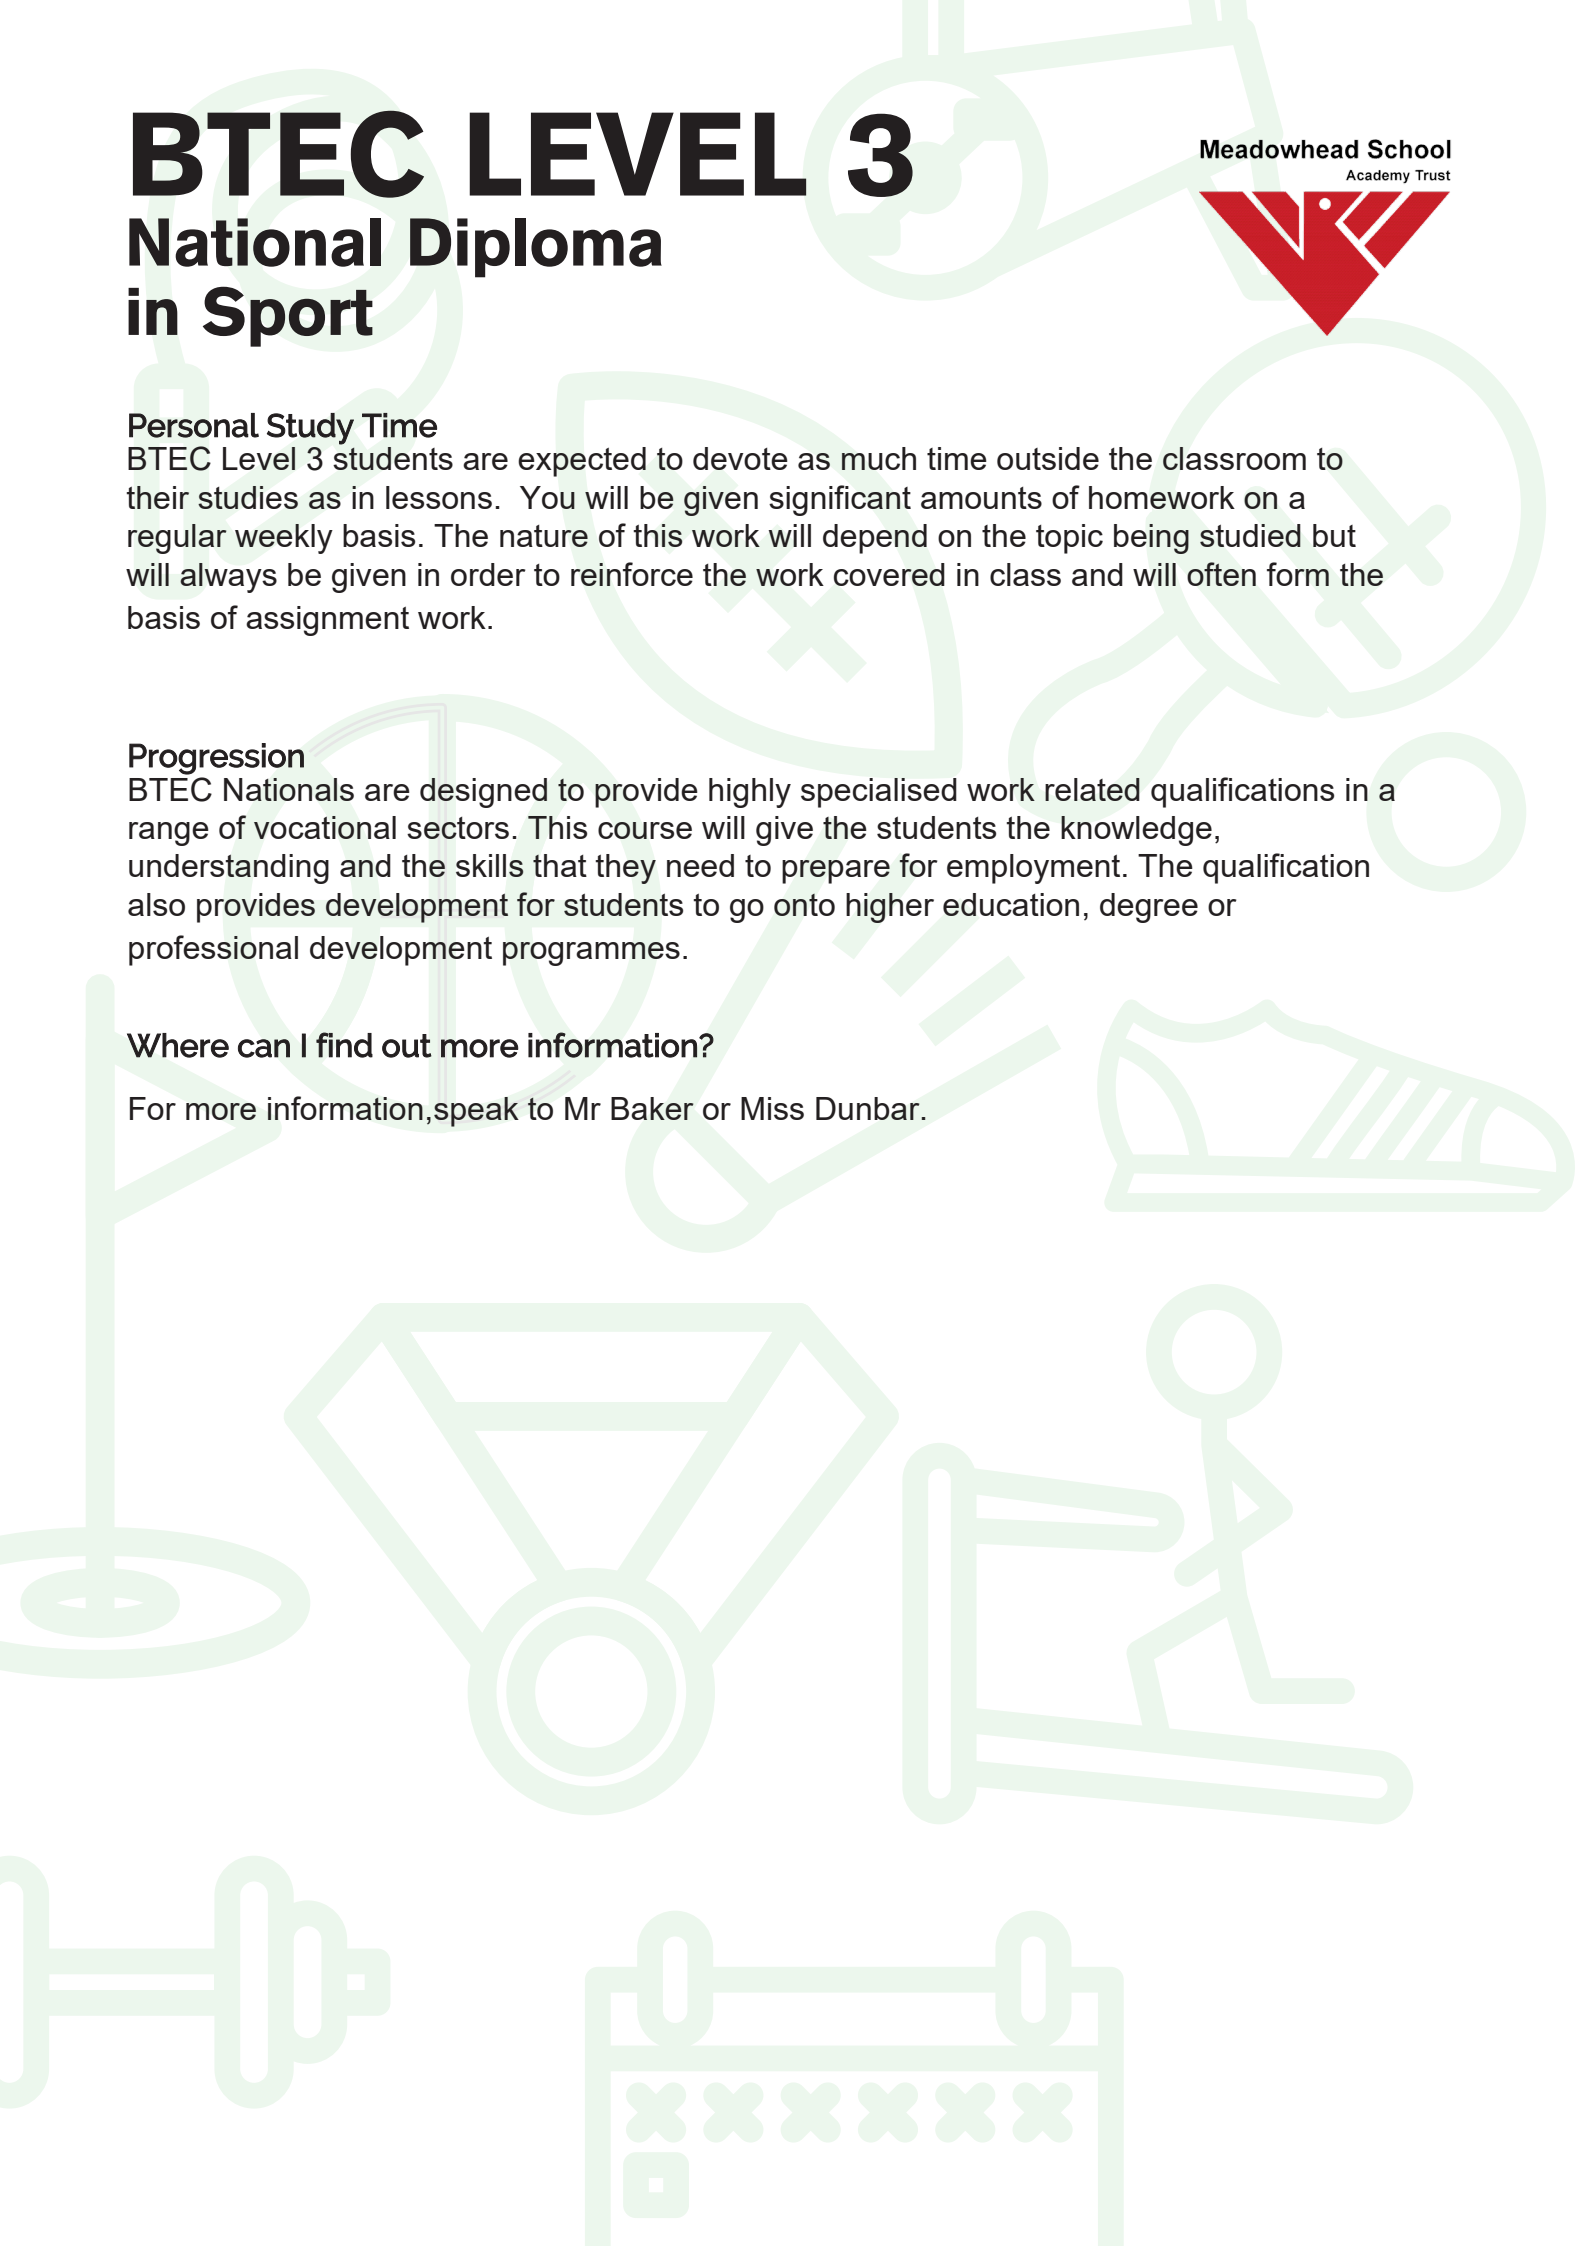 BTEC LEVEL 3
National Diploma
in Sport
Meadowhead School
Academy Trust
Personal Study Time
BTEC Level 3 students are expected to devote as much time outside the classroom to
their studies as in lessons.  You will be given significant amounts of homework on a
regular weekly basis. The nature of this work will depend on the topic being studied but
will always be given in order to reinforce the work covered in class and will often form the
basis of assignment work.
Progression
BTEC Nationals are designed to provide highly specialised work related qualifications in a
range of vocational sectors. This course will give the students the knowledge,
understanding and the skills that they need to prepare for employment. The qualification
also provides development for students to go onto higher education, degree or
professional development programmes.
Where can I find out more information?
For more information,speak to Mr Baker or Miss Dunbar.